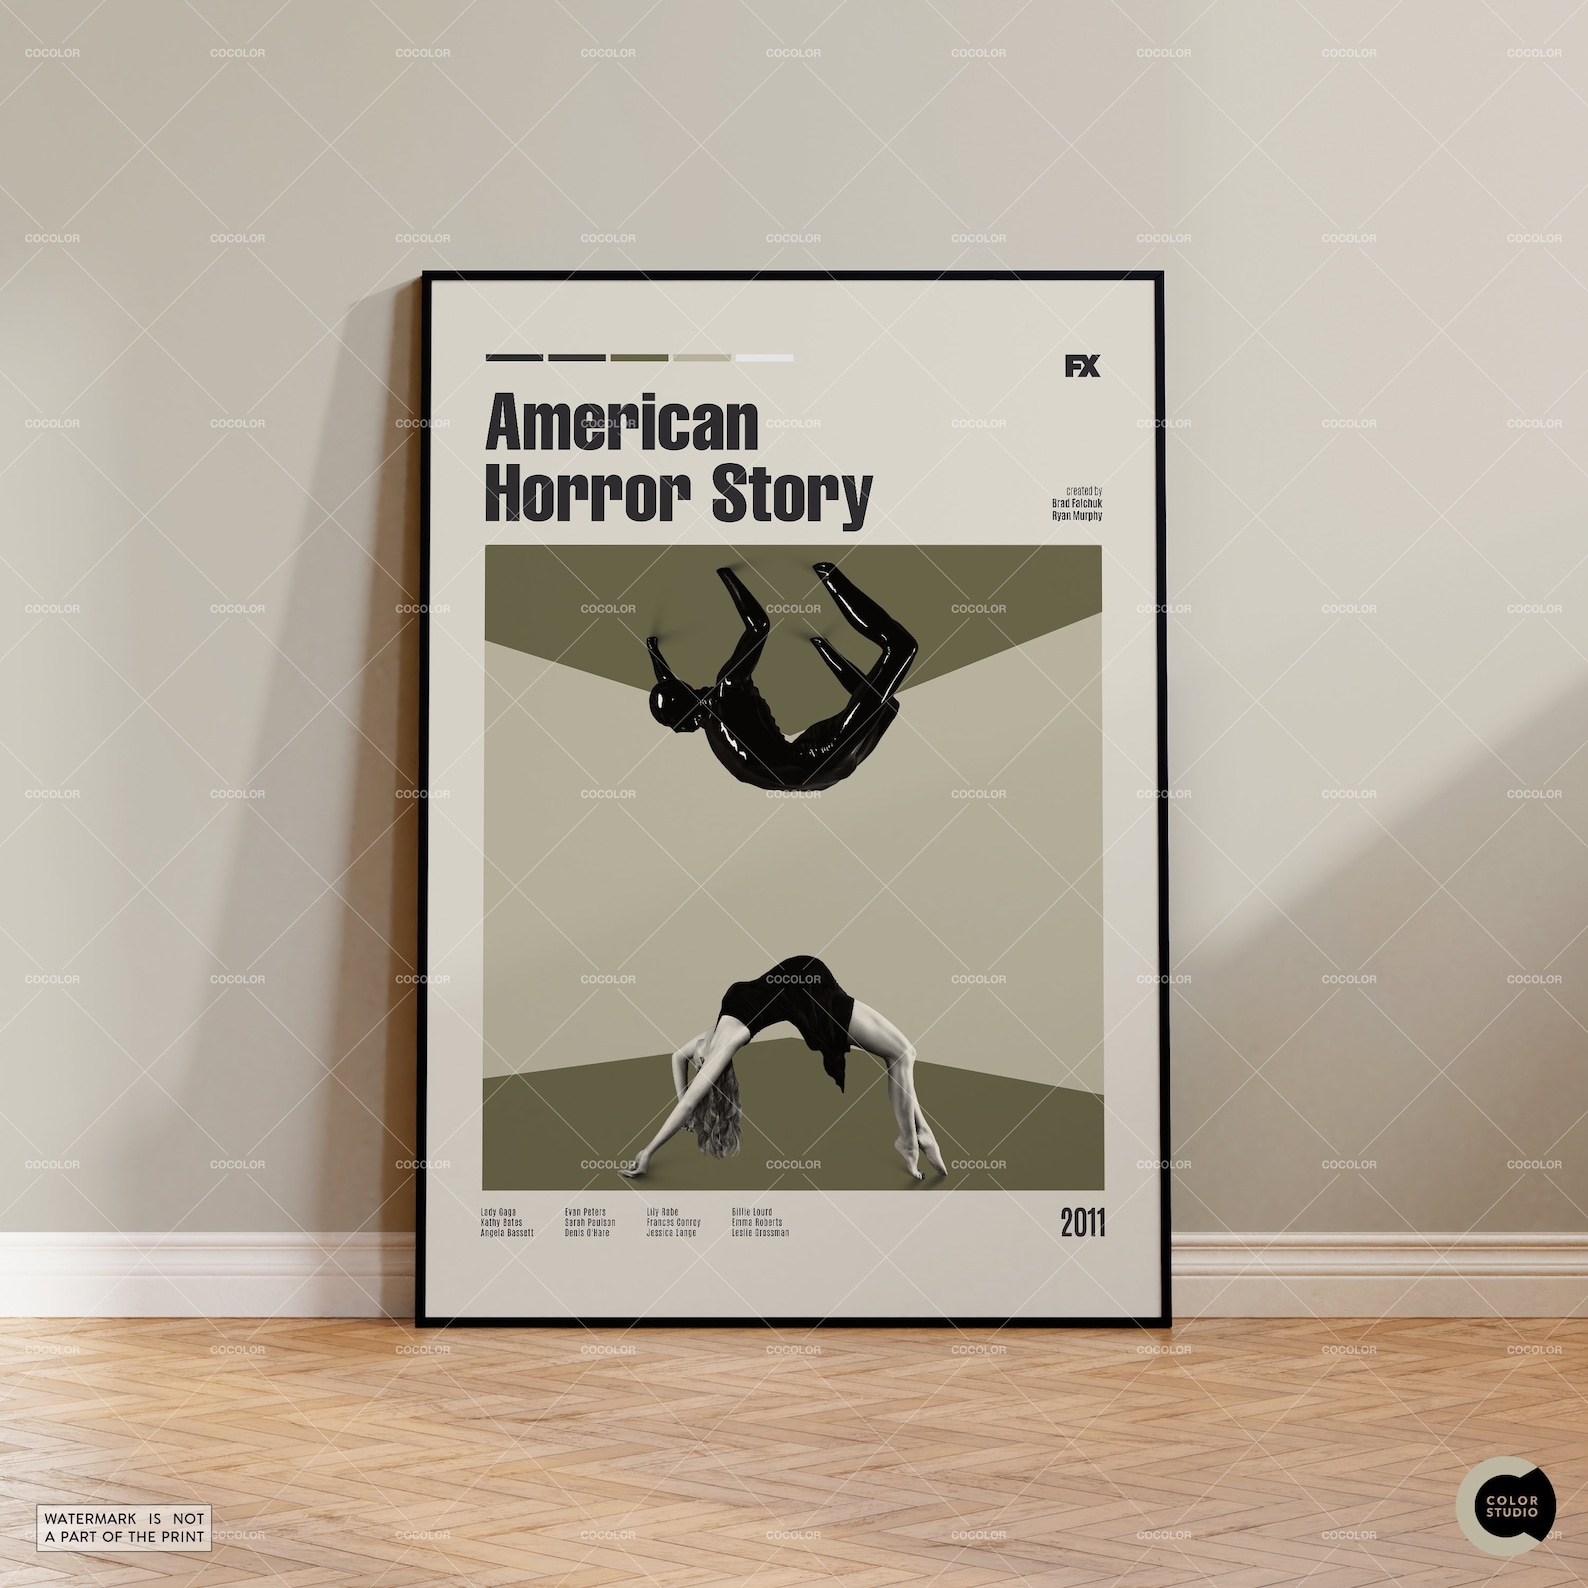 COCOLOR
FX
American
Horror Story
created by
Brad Falchuk
Ryan Murphy
Lady Gaga
Kathy Bates
Angela Bassett
Evan Peters
Sarah Paulson
Denis O'Hare
Lily Rabe
Frances Conroy
Jessica Lange
Billie Lourd
Emma Roberts
Leslie Grossman
2011
WATERMARK IS NOT
A PART OF THE PRINT
COLOR
STUDIO